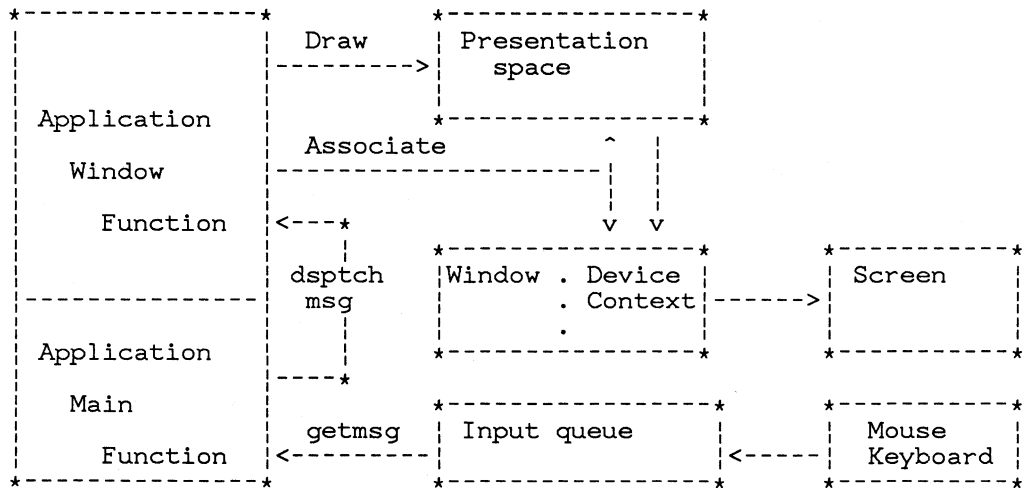 Draw
Presentation
space
Application
Window
Function
Associate
dsptch
msg
Window . Device
. Context
.
Screen
Application
Main
Function
getmsg
Input queue
Mouse
Keyboard